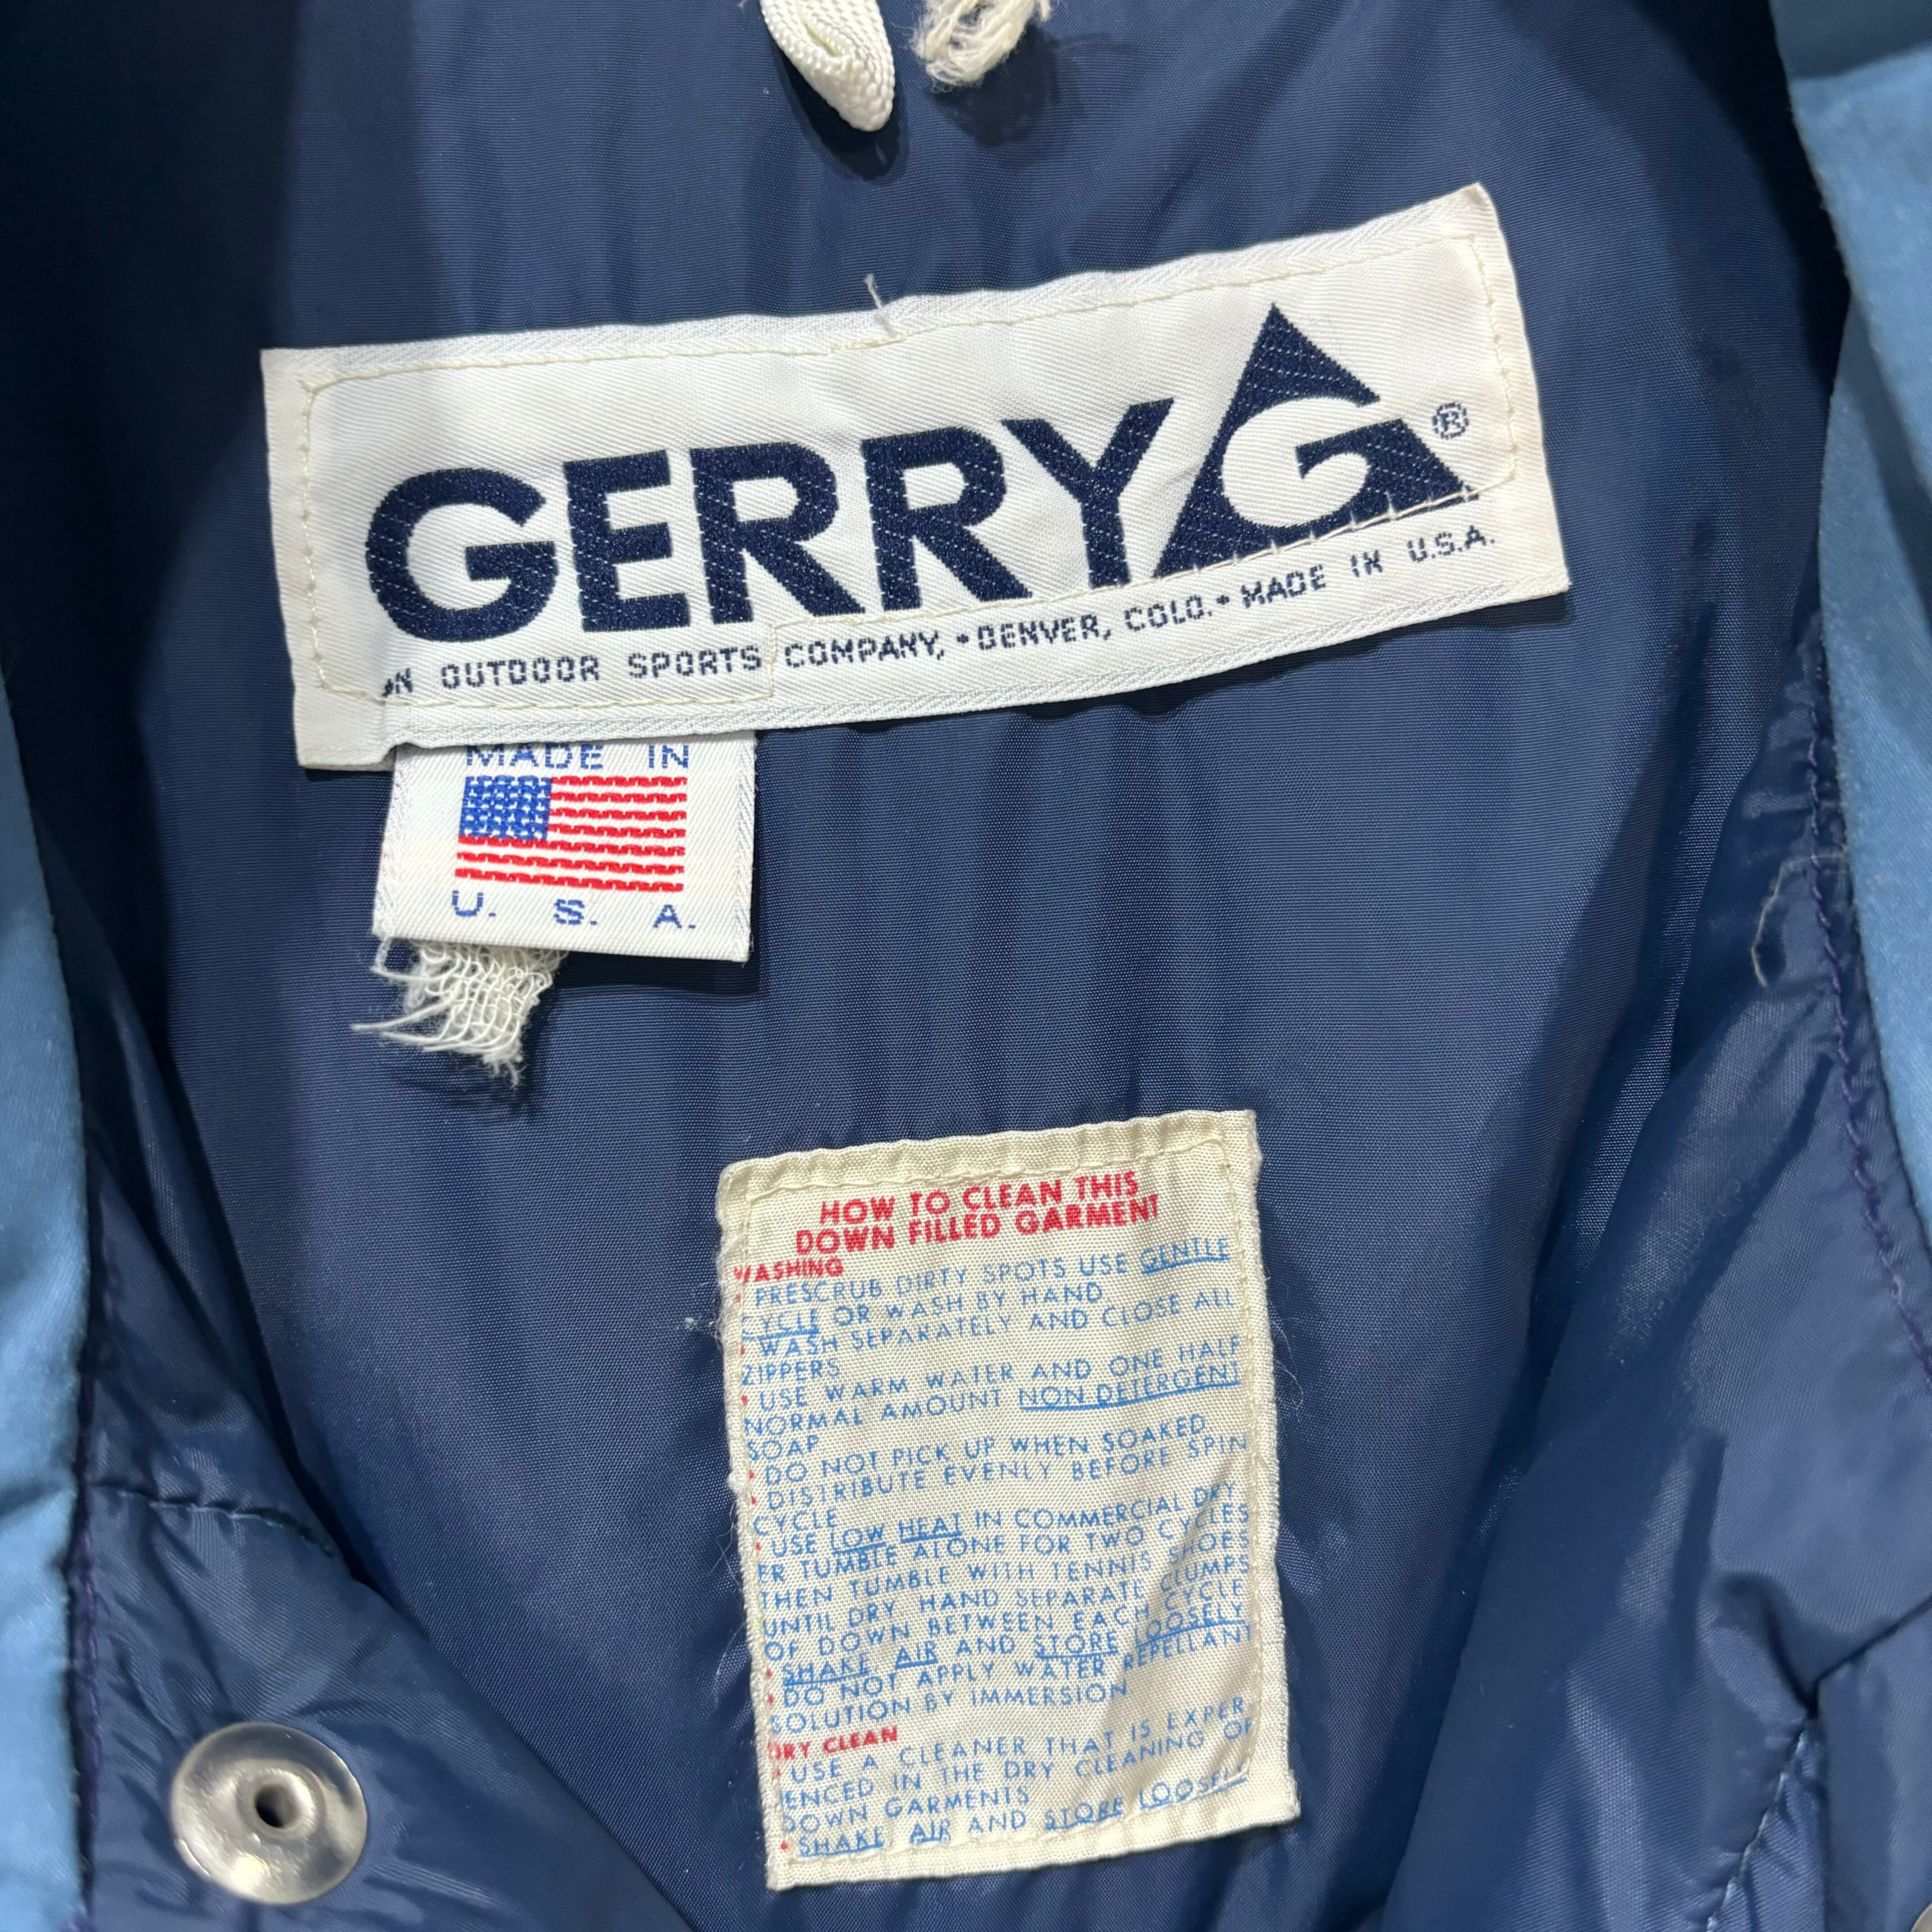 GERRY G ®
OUTDOOR SPORTS COMPANY, • DENVER, COLO. • MADE IN U.S.A.
MADE IN
U. S. A.
HOW TO CLEAN THIS
DOWN FILLED GARMENT
WASHING
• PRESCRUB DIRTY SPOTS USE GENTLE
CYCLE OR WASH BY HAND
• WASH SEPARATELY AND CLOSE ALL
ZIPPERS
• USE WARM WATER AND ONE HALF
NORMAL AMOUNT NON DETERGENT
SOAP
• DO NOT PICK UP WHEN SOAKED
• DISTRIBUTE EVENLY BEFORE SPIN
CYCLE
• USE LOW HEAT IN COMMERCIAL DRY
ER TUMBLE ALONE FOR TWO CYCLES
THEN TUMBLE WITH TENNIS SHOES
UNTIL DRY HAND SEPARATE CLUMPS
OF DOWN BETWEEN EACH CYCLE
• SHAKE AIR AND STORE LOOSELY
• DO NOT APPLY WATER REPELLANT
SOLUTION BY IMMERSION
DRY CLEAN
• USE A CLEANER THAT IS EXPER
IENCED IN THE DRY CLEANING OF
DOWN GARMENTS
• SHAKE, AIR AND STORE LOOSELY